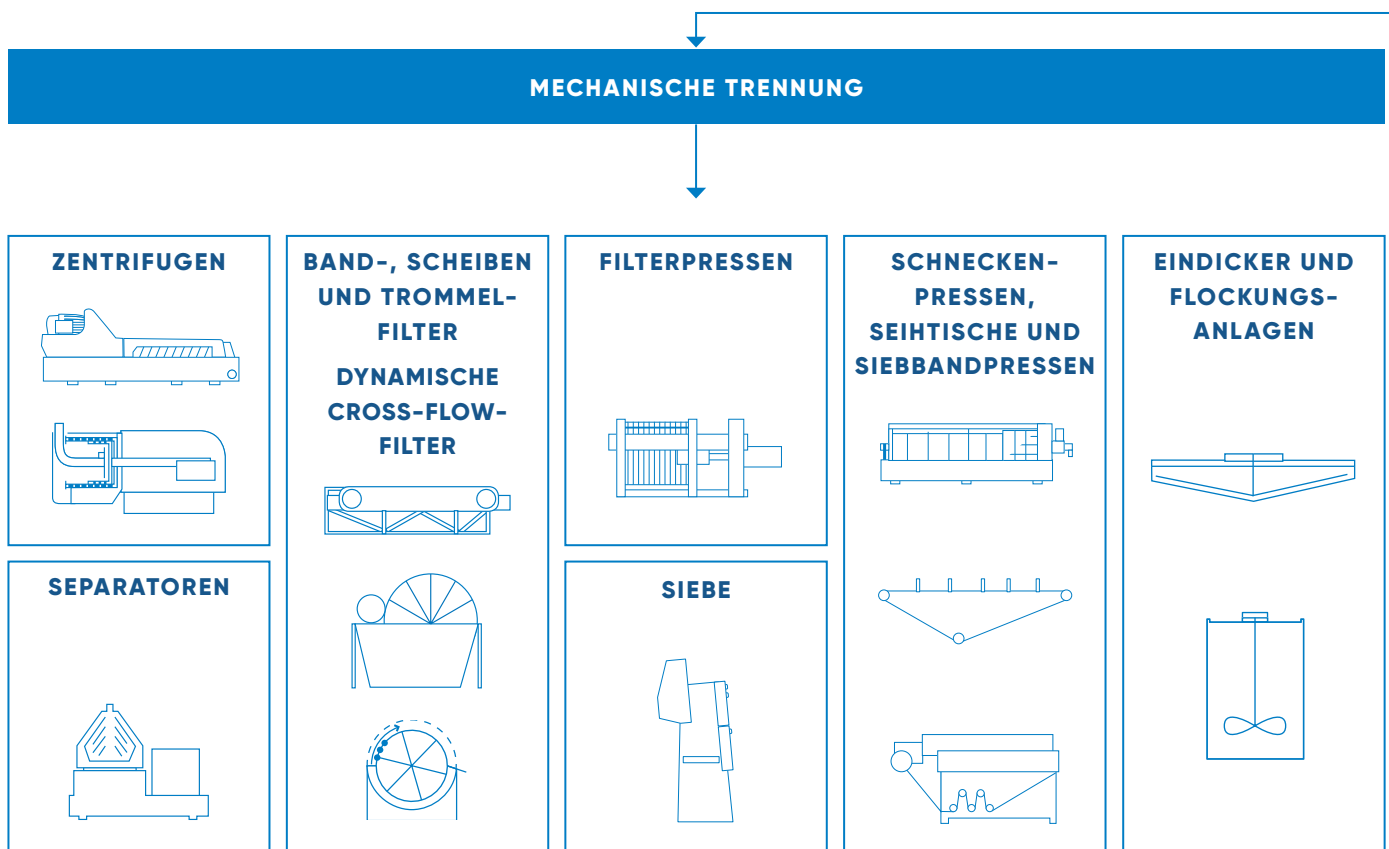 MECHANISCHE TRENNUNG
ZENTRIFUGEN
BAND-, SCHEIBEN
UND TROMMEL-
FILTER
DYNAMISCHE
CROSS-FLOW-
FILTER
FILTERPRESSEN
SCHNECKEN-
PRESSEN,
SEIHTISCHE UND
SIEBBANDPRESSEN
EINDICKER UND
FLOCKUNGS-
ANLAGEN
SEPARATOREN
SIEBE